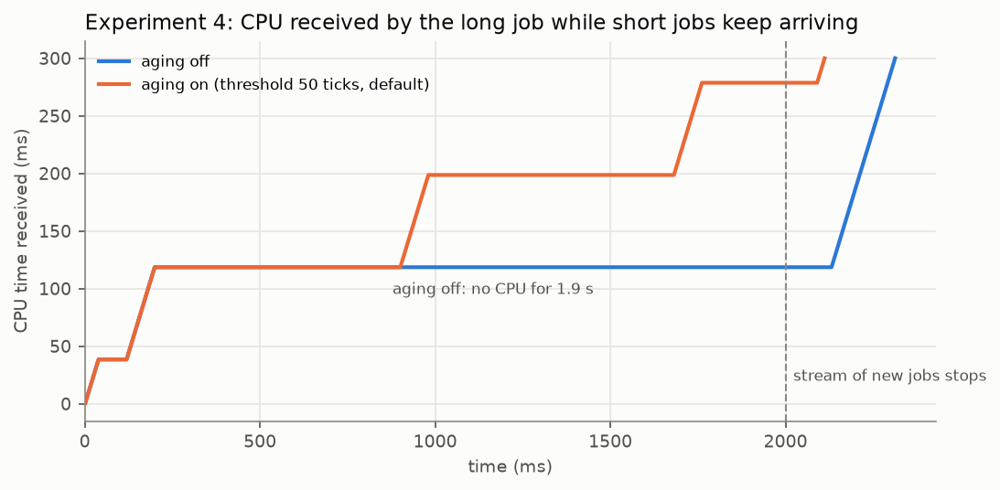 Experiment 4: CPU received by the long job while short jobs keep arriving
aging off
aging on (threshold 50 ticks, default)
CPU time received (ms)
300
250
200
150
100
50
0
aging off: no CPU for 1.9 s
stream of new jobs stops
0
500
1000
1500
2000
time (ms)